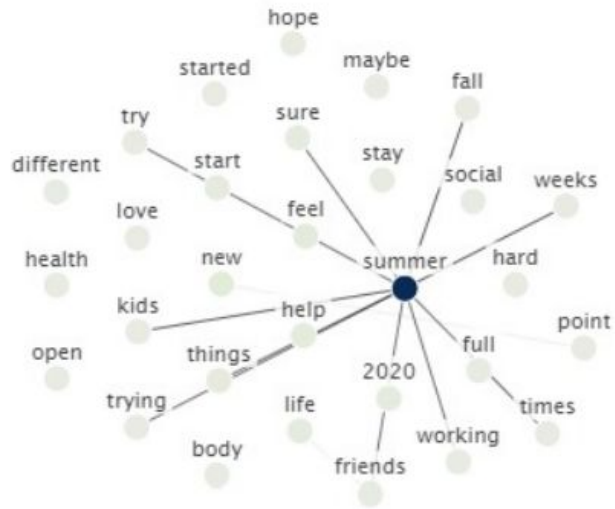 hope
maybe
started
fall
try
sure
stay
start
different
social
weeks
love
feel
health
new
summer
hard
kids
help
point
open
things
full
trying
life
2020
times
body
working
friends